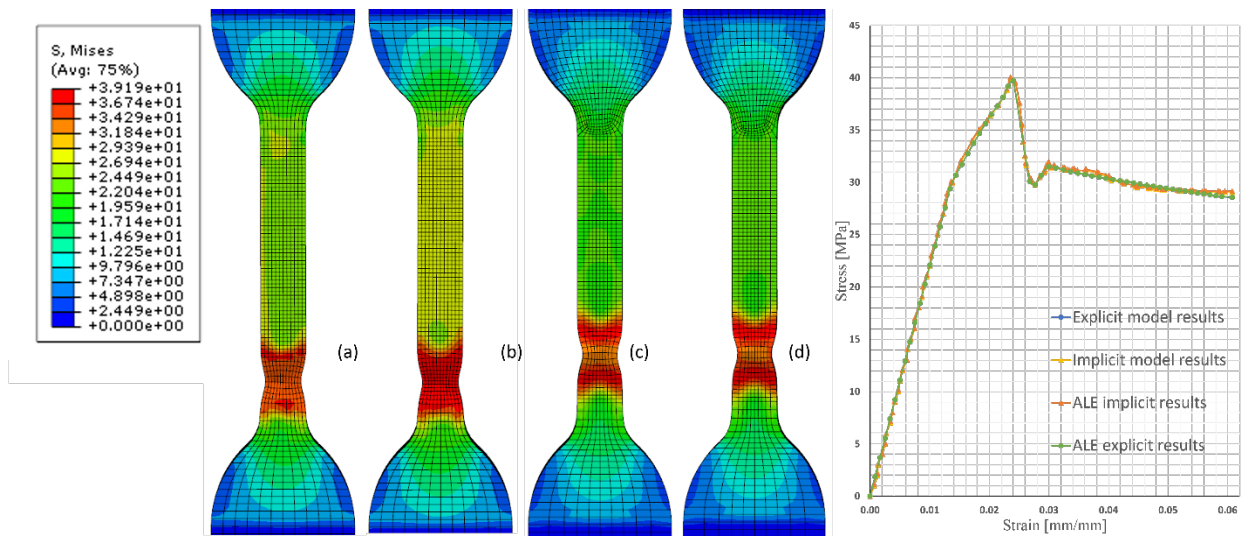 S, Mises
(Avg: 75%)
+3.919e+01
+3.674e+01
+3.429e+01
+3.184e+01
+2.939e+01
+2.694e+01
+2.449e+01
+2.204e+01
+1.959e+01
+1.714e+01
+1.469e+01
+1.225e+01
+9.796e+00
+7.347e+00
+4.898e+00
+2.449e+00
+0.000e+00
(a)
(b)
(c)
(d)
Stress [MPa]
45
40
35
30
25
20
15
10
5
0
0.00
0.01
0.02
0.03
0.04
0.05
0.06
Strain [mm/mm]
Explicit model results
Implicit model results
ALE implicit results
ALE explicit results